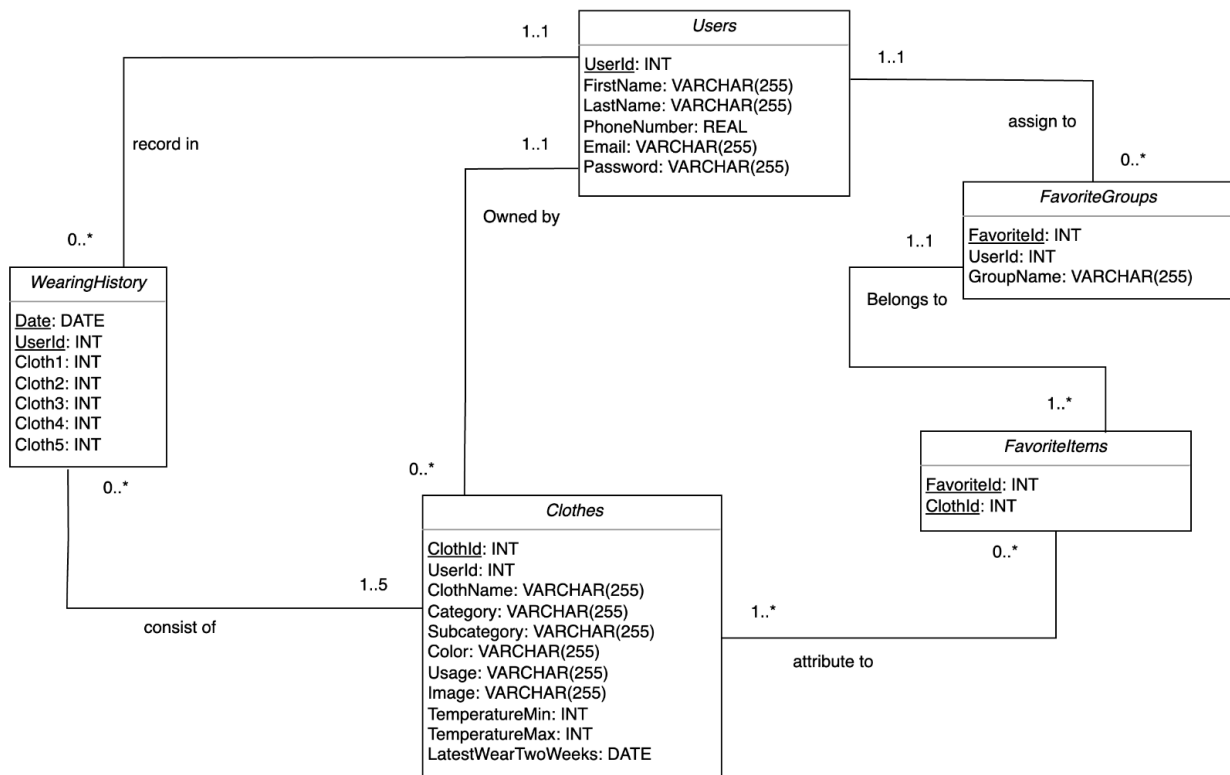 Users
UserId: INT
FirstName: VARCHAR(255)
LastName: VARCHAR(255)
PhoneNumber: REAL
Email: VARCHAR(255)
Password: VARCHAR(255)
1..1
1..1
1..1
record in
Owned by
assign to
0..*
0..*
0..*
FavoriteGroups
FavoriteId: INT
UserId: INT
GroupName: VARCHAR(255)
1..1
Belongs to
1..*
WearingHistory
Date: DATE
UserId: INT
Cloth1: INT
Cloth2: INT
Cloth3: INT
Cloth4: INT
Cloth5: INT
0..*
FavoriteItems
FavoriteId: INT
ClothId: INT
0..*
Clothes
ClothId: INT
UserId: INT
ClothName: VARCHAR(255)
Category: VARCHAR(255)
Subcategory: VARCHAR(255)
Color: VARCHAR(255)
Usage: VARCHAR(255)
Image: VARCHAR(255)
TemperatureMin: INT
TemperatureMax: INT
LatestWearTwoWeeks: DATE
1..5
consist of
1..*
attribute to